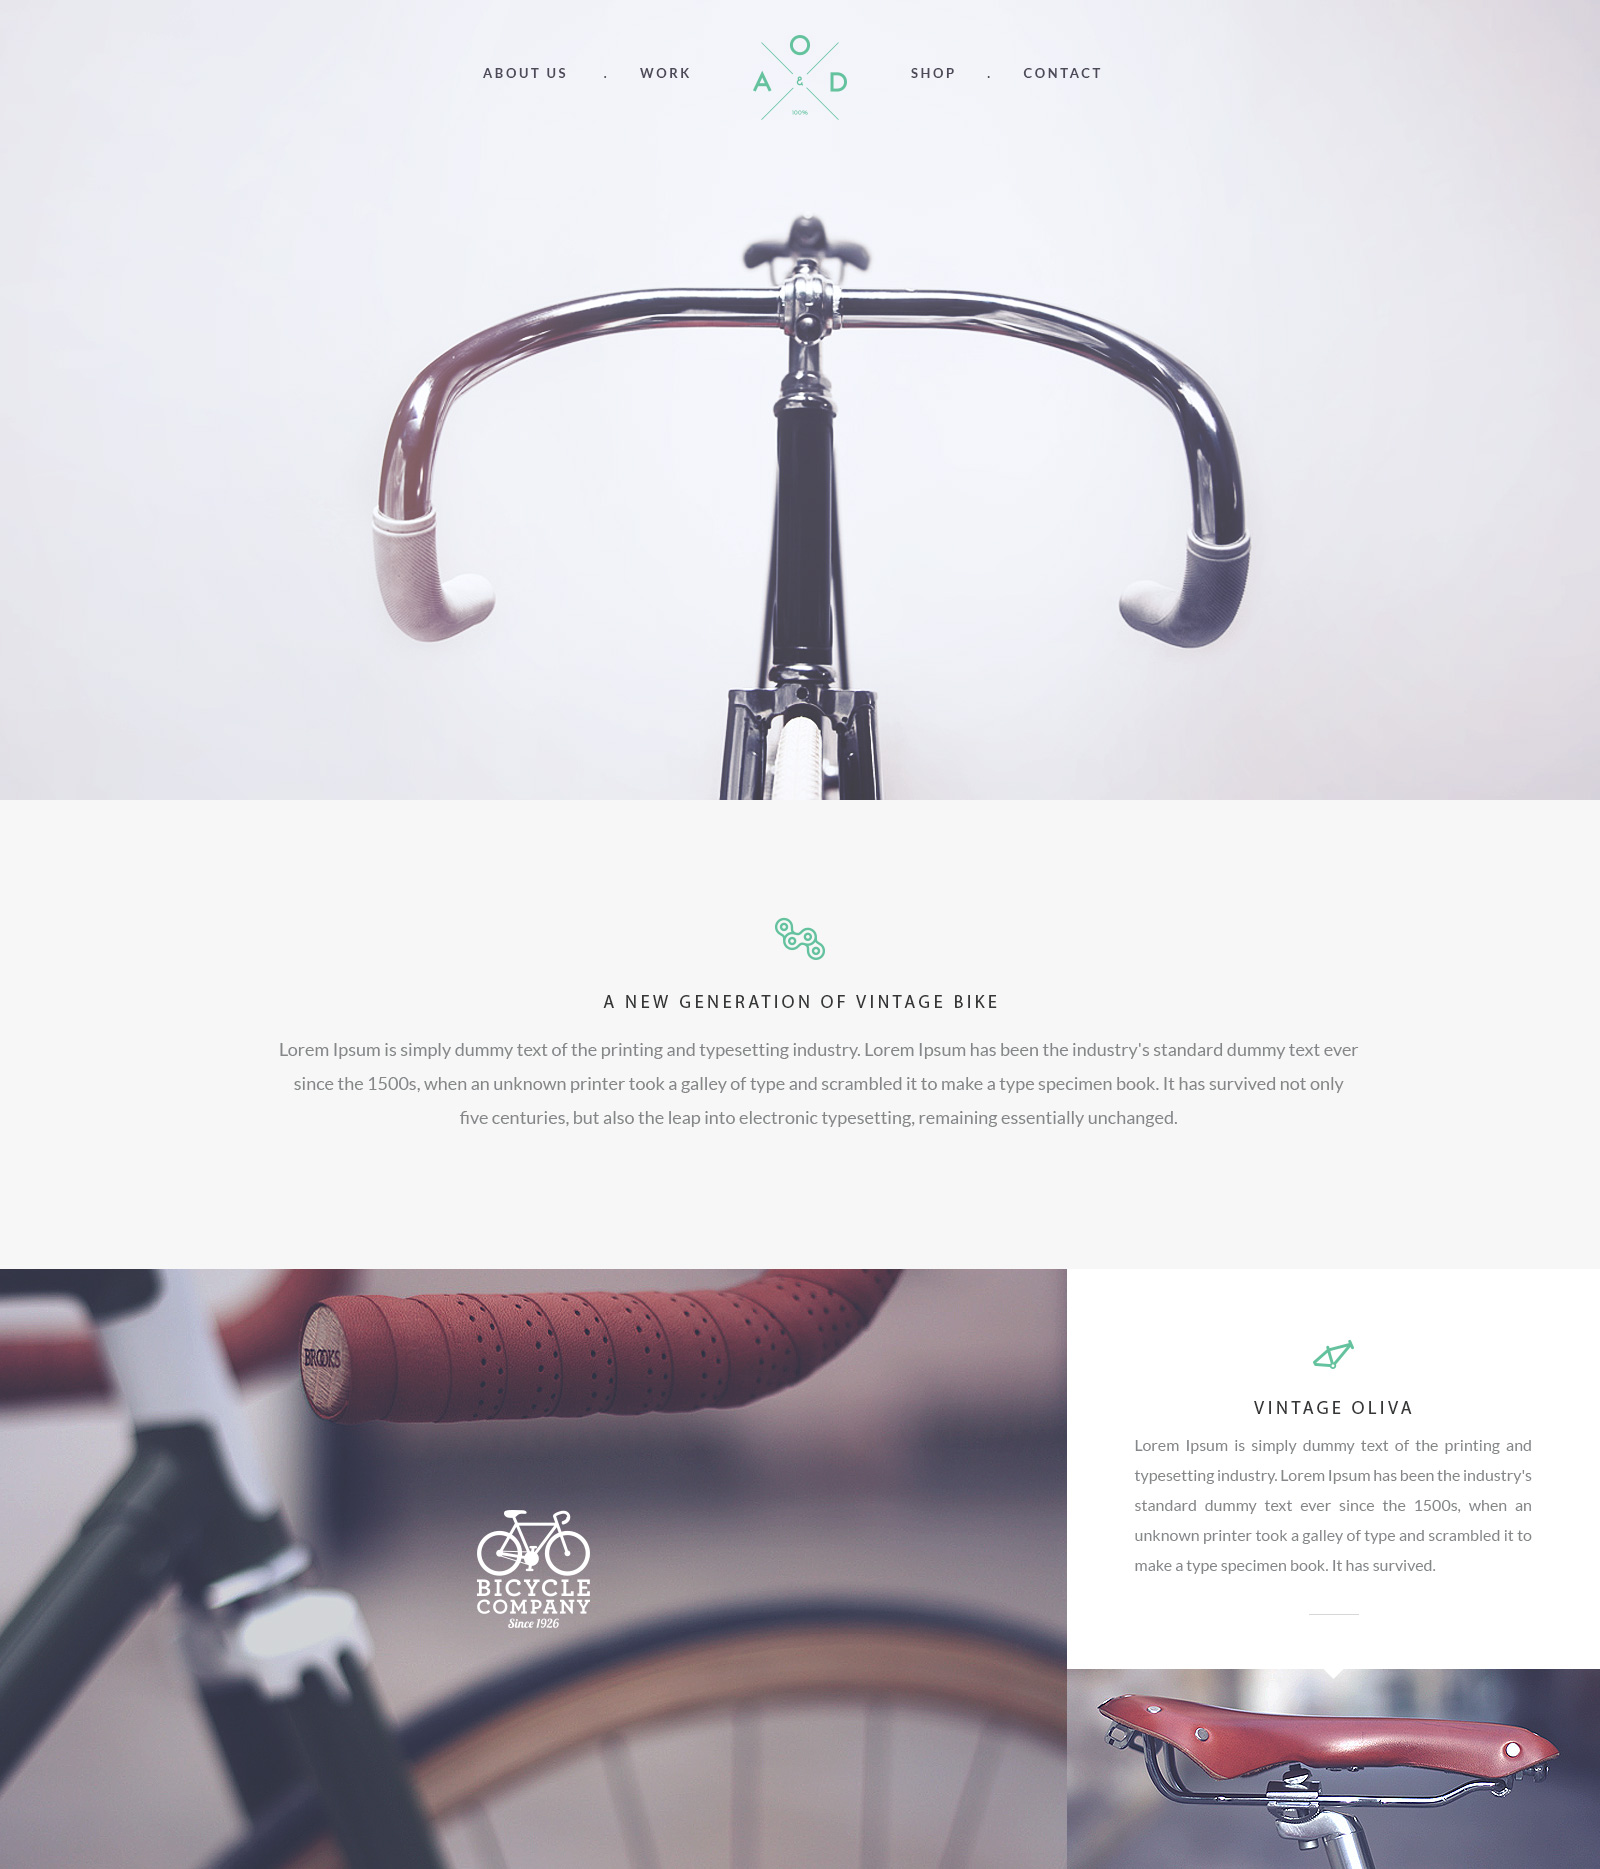 ABOUT US . WORK
O
A & D
100%
SHOP . CONTACT
A NEW GENERATION OF VINTAGE BIKE
Lorem Ipsum is simply dummy text of the printing and typesetting industry. Lorem Ipsum has been the industry's standard dummy text ever
since the 1500s, when an unknown printer took a galley of type and scrambled it to make a type specimen book. It has survived not only
five centuries, but also the leap into electronic typesetting, remaining essentially unchanged.
BROOKS
BICYCLE
COMPANY
Since 1926
VINTAGE OLIVA
Lorem Ipsum is simply dummy text of the printing and
typesetting industry. Lorem Ipsum has been the industry's
standard dummy text ever since the 1500s, when an
unknown printer took a galley of type and scrambled it to
make a type specimen book. It has survived.